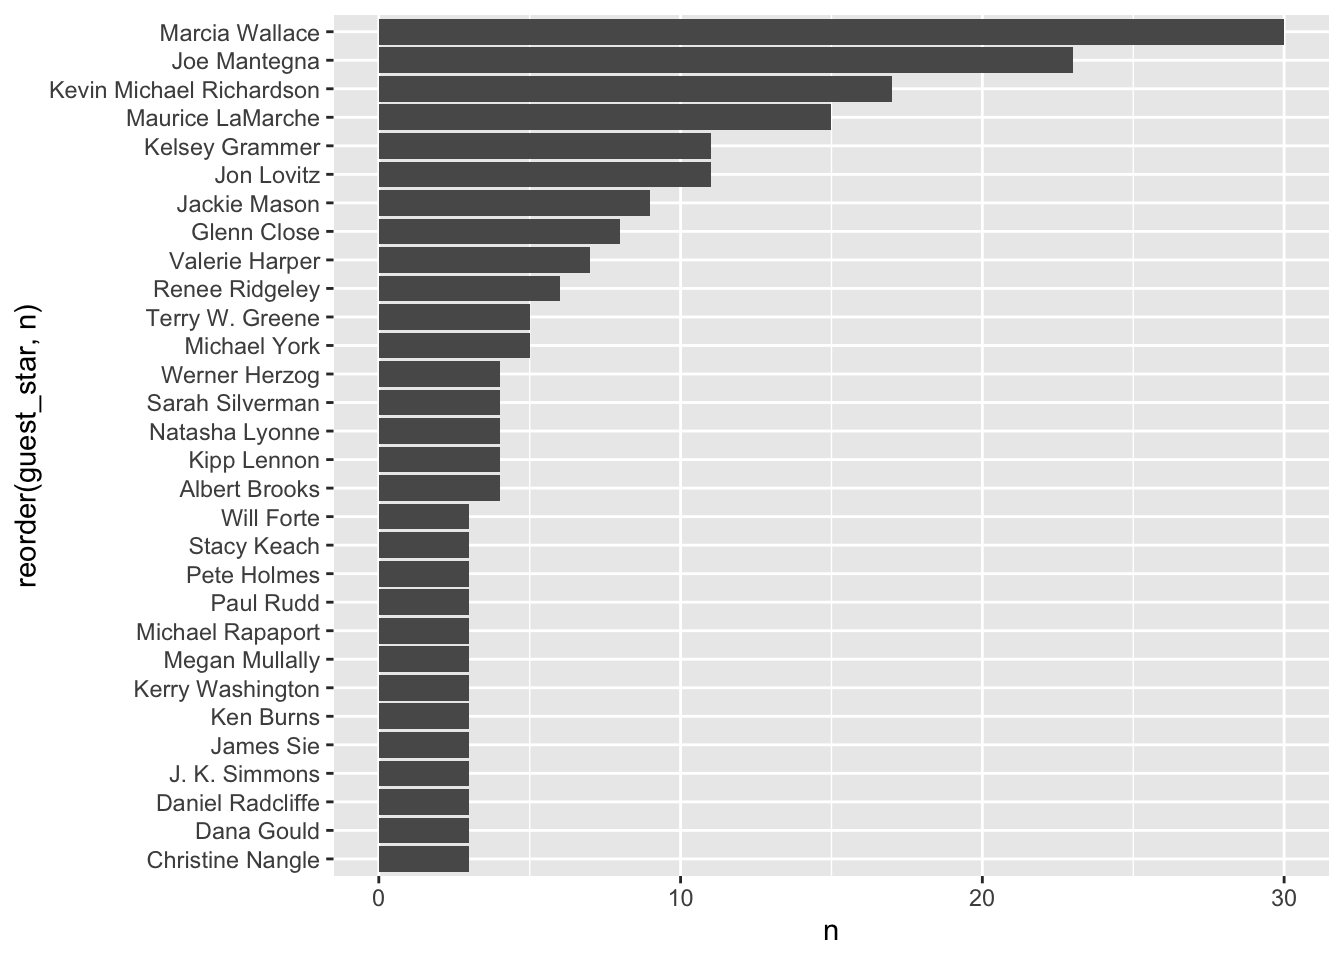 Marcia Wallace
Joe Mantegna
Kevin Michael Richardson
Maurice LaMarche
Kelsey Grammer
Jon Lovitz
Jackie Mason
Glenn Close
Valerie Harper
Renee Ridgeley
Terry W. Greene
Michael York
Werner Herzog
Sarah Silverman
Natasha Lyonne
Kipp Lennon
Albert Brooks
Will Forte
Stacy Keach
Pete Holmes
Paul Rudd
Michael Rapaport
Megan Mullally
Kerry Washington
Ken Burns
James Sie
J. K. Simmons
Daniel Radcliffe
Dana Gould
Christine Nangle
reorder(guest_star, n)
0 10 20 30
n